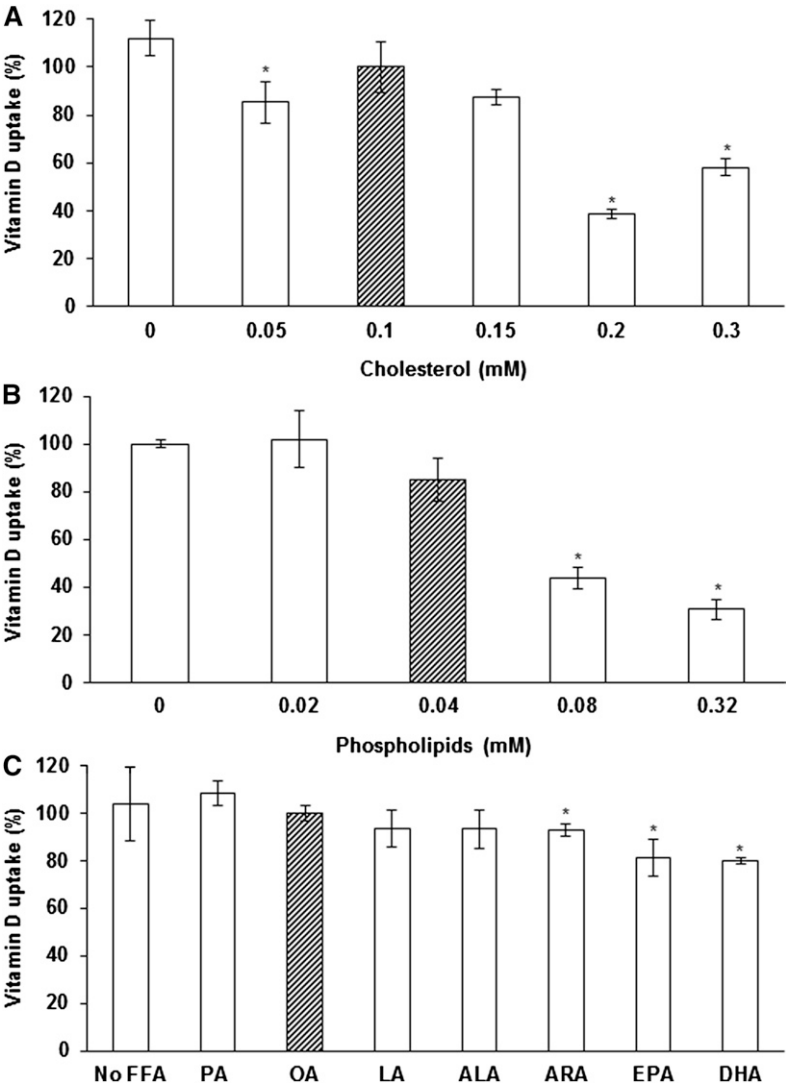 A
Vitamin D uptake (%)
120
100
80
60
40
20
0
*
*
*
0 0.05 0.1 0.15 0.2 0.3
Cholesterol (mM)
B
Vitamin D uptake (%)
120
100
80
60
40
20
0
*
*
0 0.02 0.04 0.08 0.32
Phospholipids (mM)
C
Vitamin D uptake (%)
120
100
80
60
40
20
0
*
*
*
No FFA PA OA LA ALA ARA EPA DHA